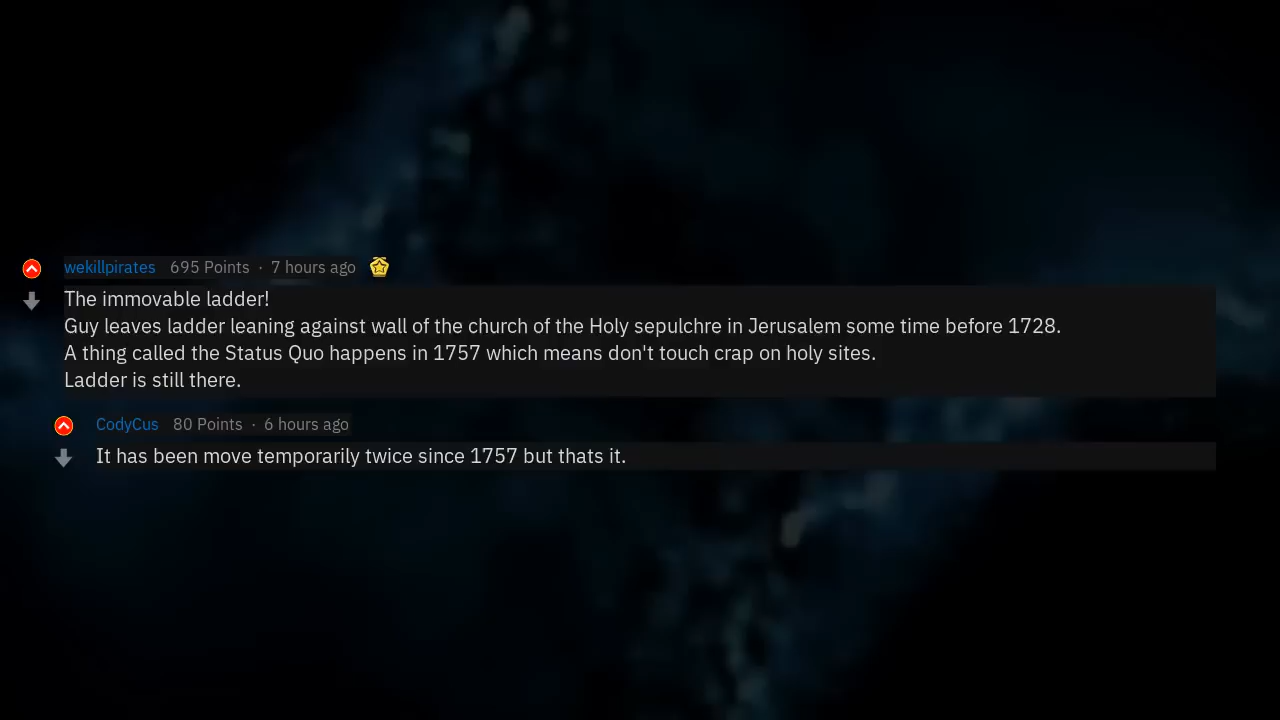 wekillpirates 695 Points · 7 hours ago
The immovable ladder!
Guy leaves ladder leaning against wall of the church of the Holy sepulchre in Jerusalem some time before 1728.
A thing called the Status Quo happens in 1757 which means don't touch crap on holy sites.
Ladder is still there.
CodyCus 80 Points · 6 hours ago
It has been move temporarily twice since 1757 but thats it.